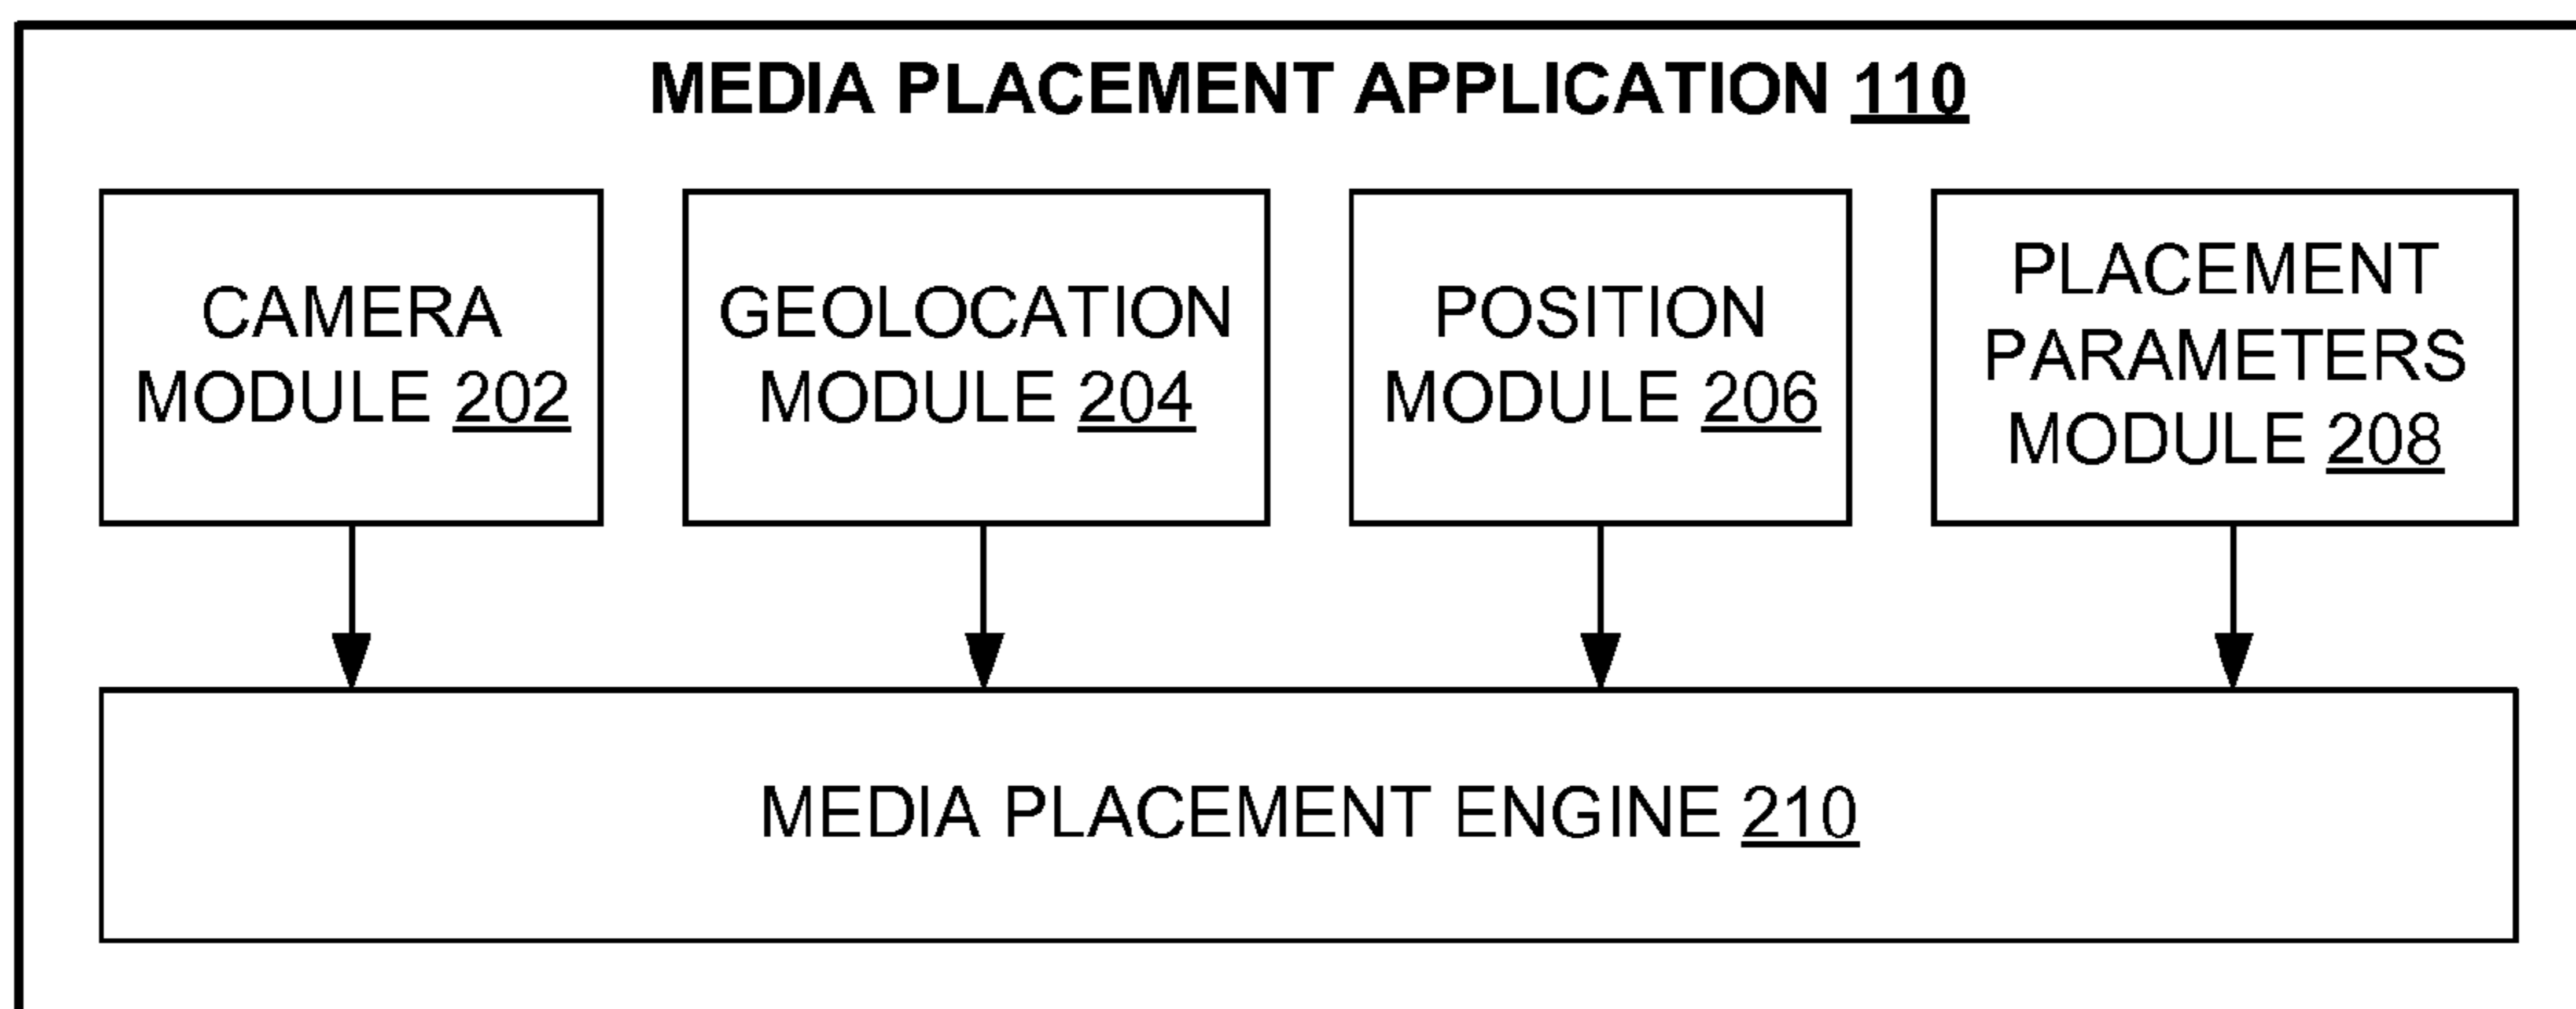 MEDIA PLACEMENT APPLICATION 110
CAMERA
MODULE 202
GEOLOCATION
MODULE 204
POSITION
MODULE 206
PLACEMENT
PARAMETERS
MODULE 208
MEDIA PLACEMENT ENGINE 210